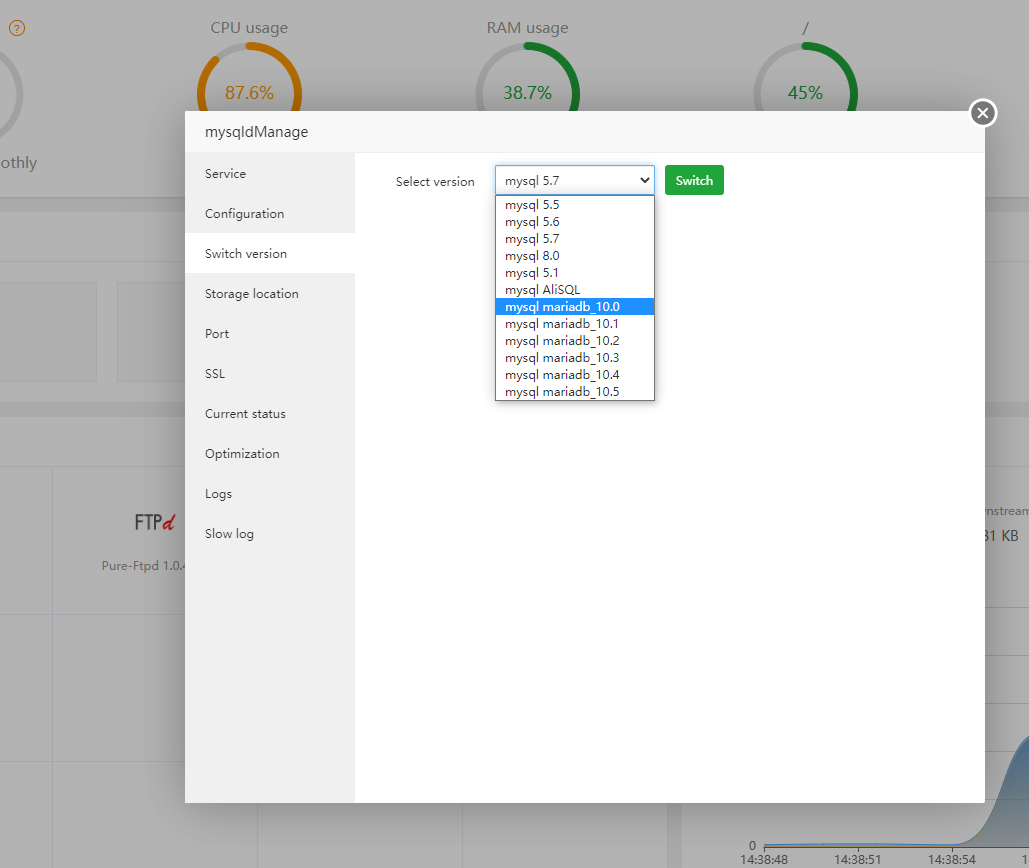 ?
CPU usage
RAM usage
/
87.6%
38.7%
45%
othly
mysqldManage
Service
Configuration
Switch version
Storage location
Port
SSL
Current status
Optimization
Logs
Slow log
Select version
mysql 5.7
Switch
mysql 5.5
mysql 5.6
mysql 5.7
mysql 8.0
mysql 5.1
mysql AliSQL
mysql mariadb_10.0
mysql mariadb_10.1
mysql mariadb_10.2
mysql mariadb_10.3
mysql mariadb_10.4
mysql mariadb_10.5
FTPd
Pure-Ftpd 1.0.4
nstream
31 KB
0
14:38:48
14:38:51
14:38:54